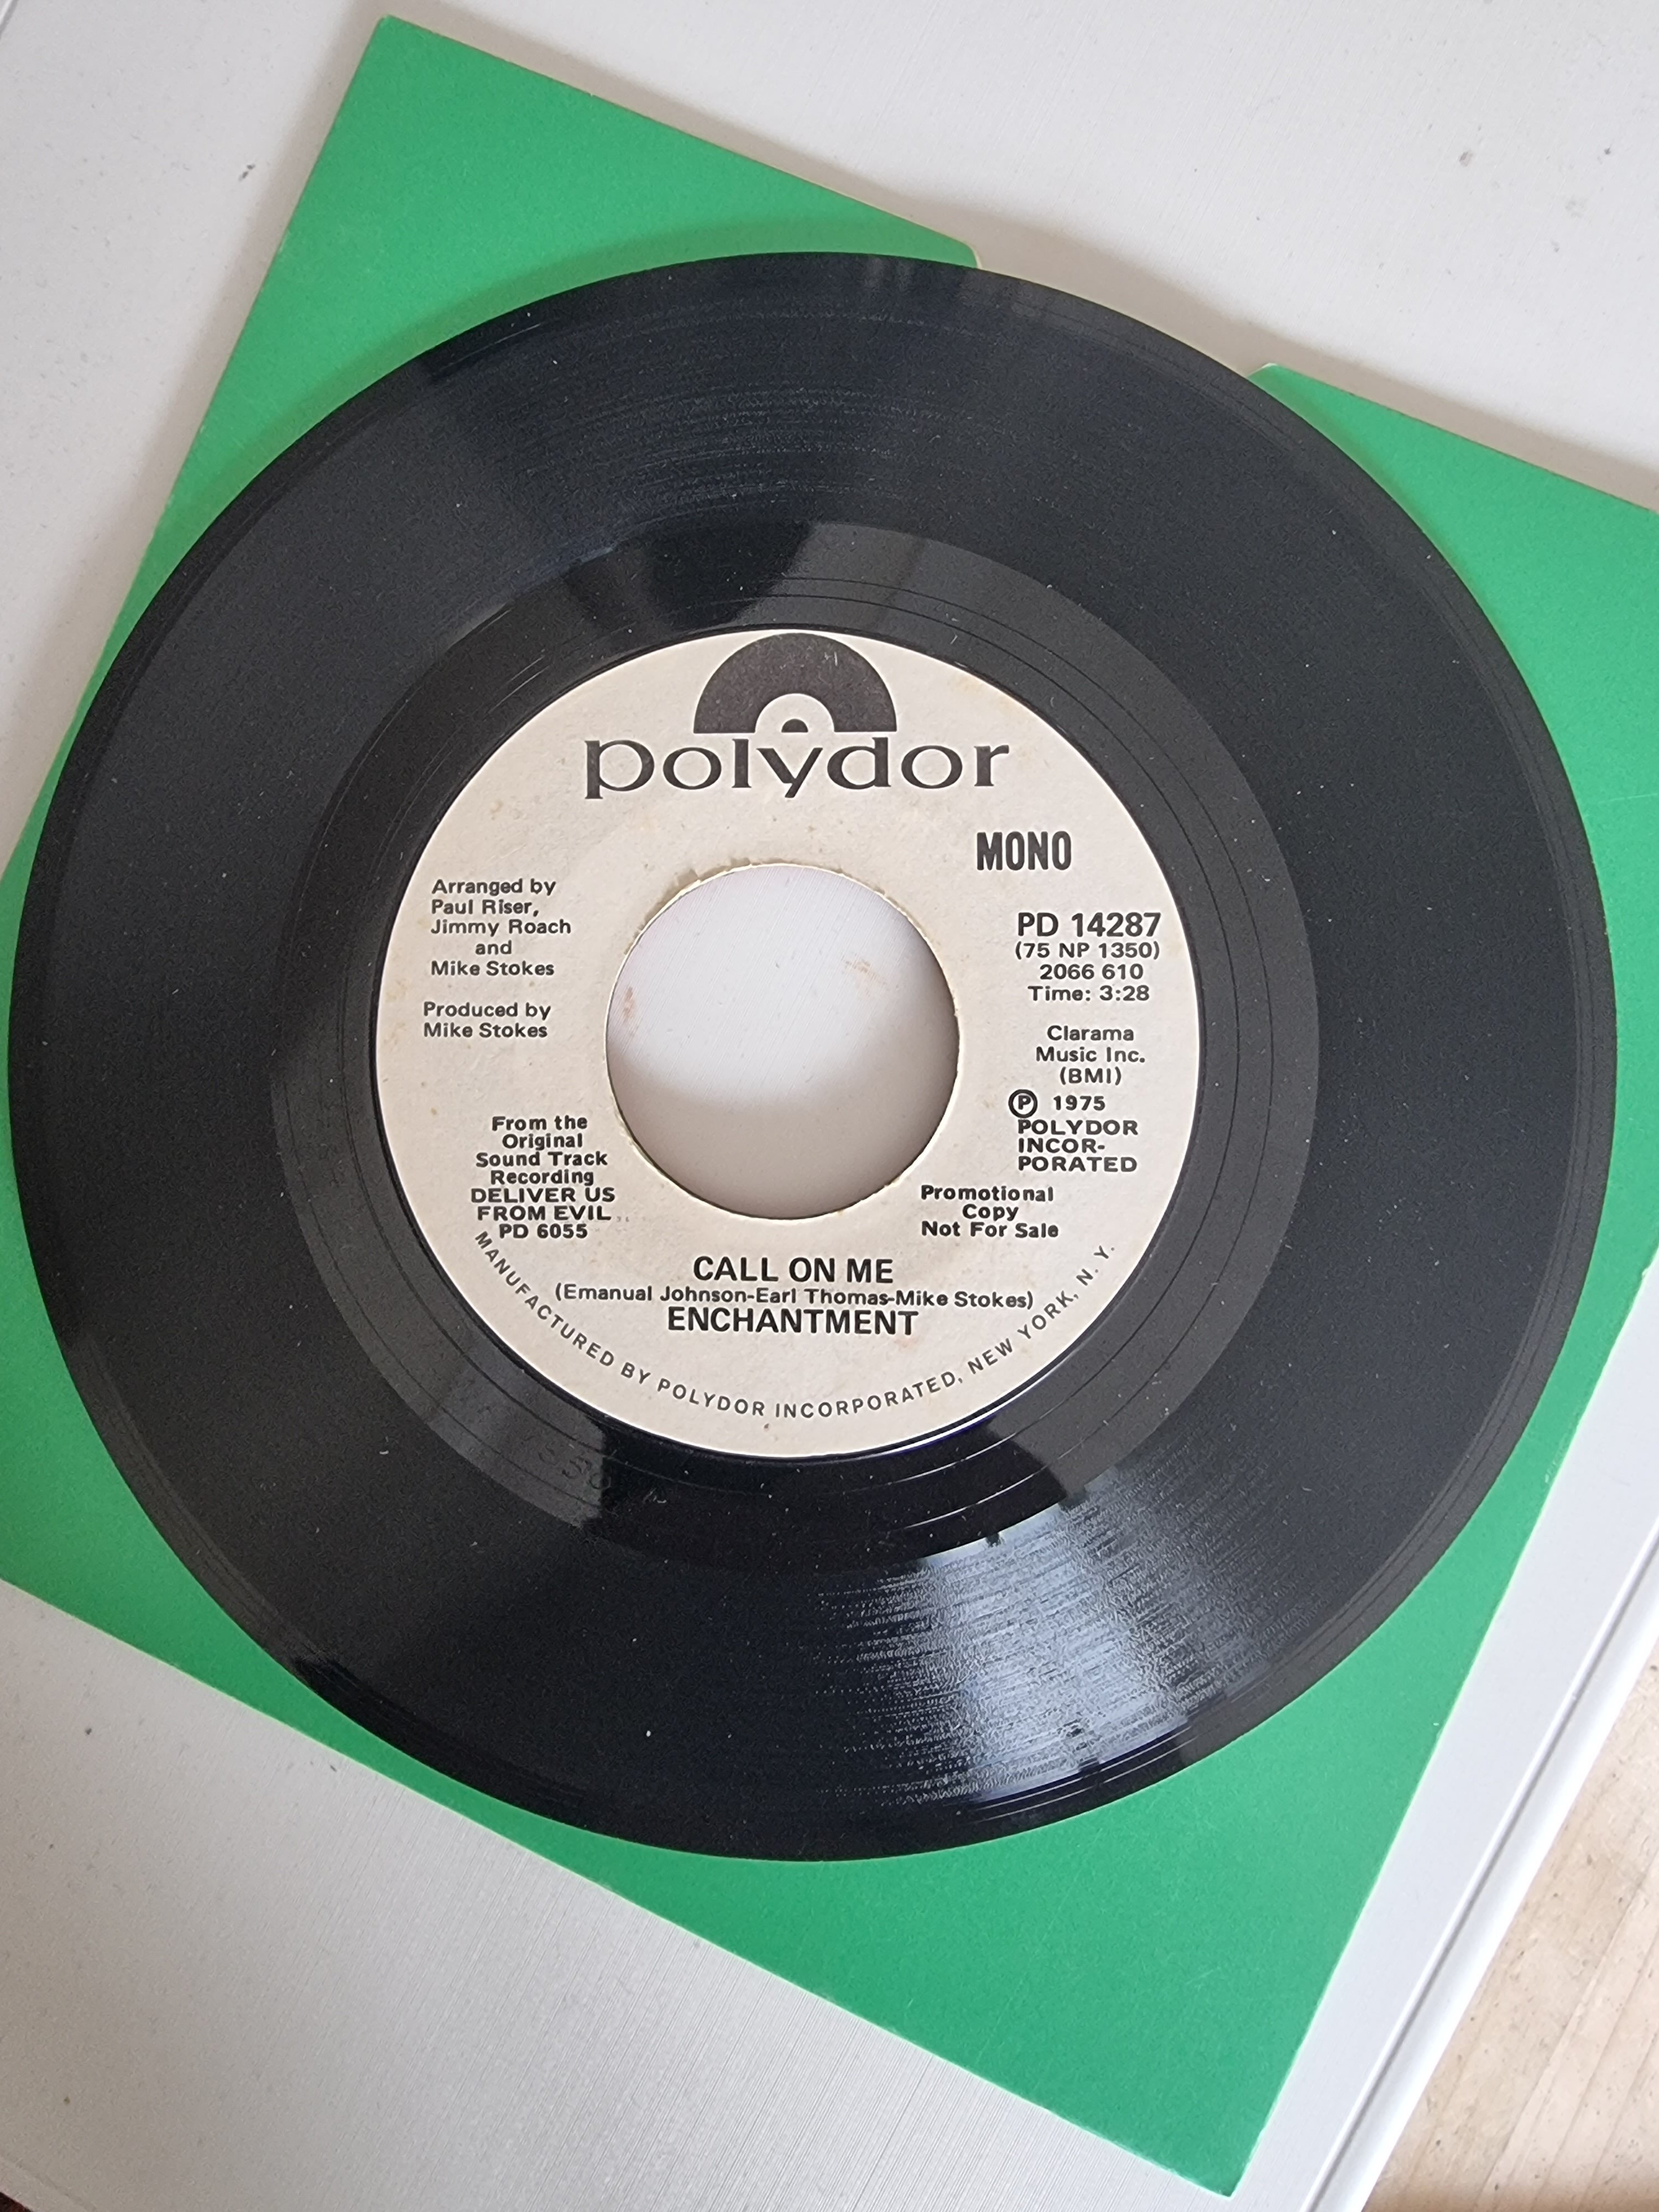 polydor
MONO
Arranged by
Paul Riser,
Jimmy Roach
and
Mike Stokes
Produced by
Mike Stokes
PD 14287
(75 NP 1350)
2066 610
Time: 3:28
Clarama
Music Inc.
(BMI)
Ⓟ 1975
POLYDOR
INCOR-
PORATED
From the
Original
Sound Track
Recording
DELIVER US
FROM EVIL
PD 6055
Promotional
Copy
Not For Sale
CALL ON ME
(Emanual Johnson-Earl Thomas-Mike Stokes)
ENCHANTMENT
MANUFACTURED BY POLYDOR INCORPORATED, NEW YORK, N. Y.